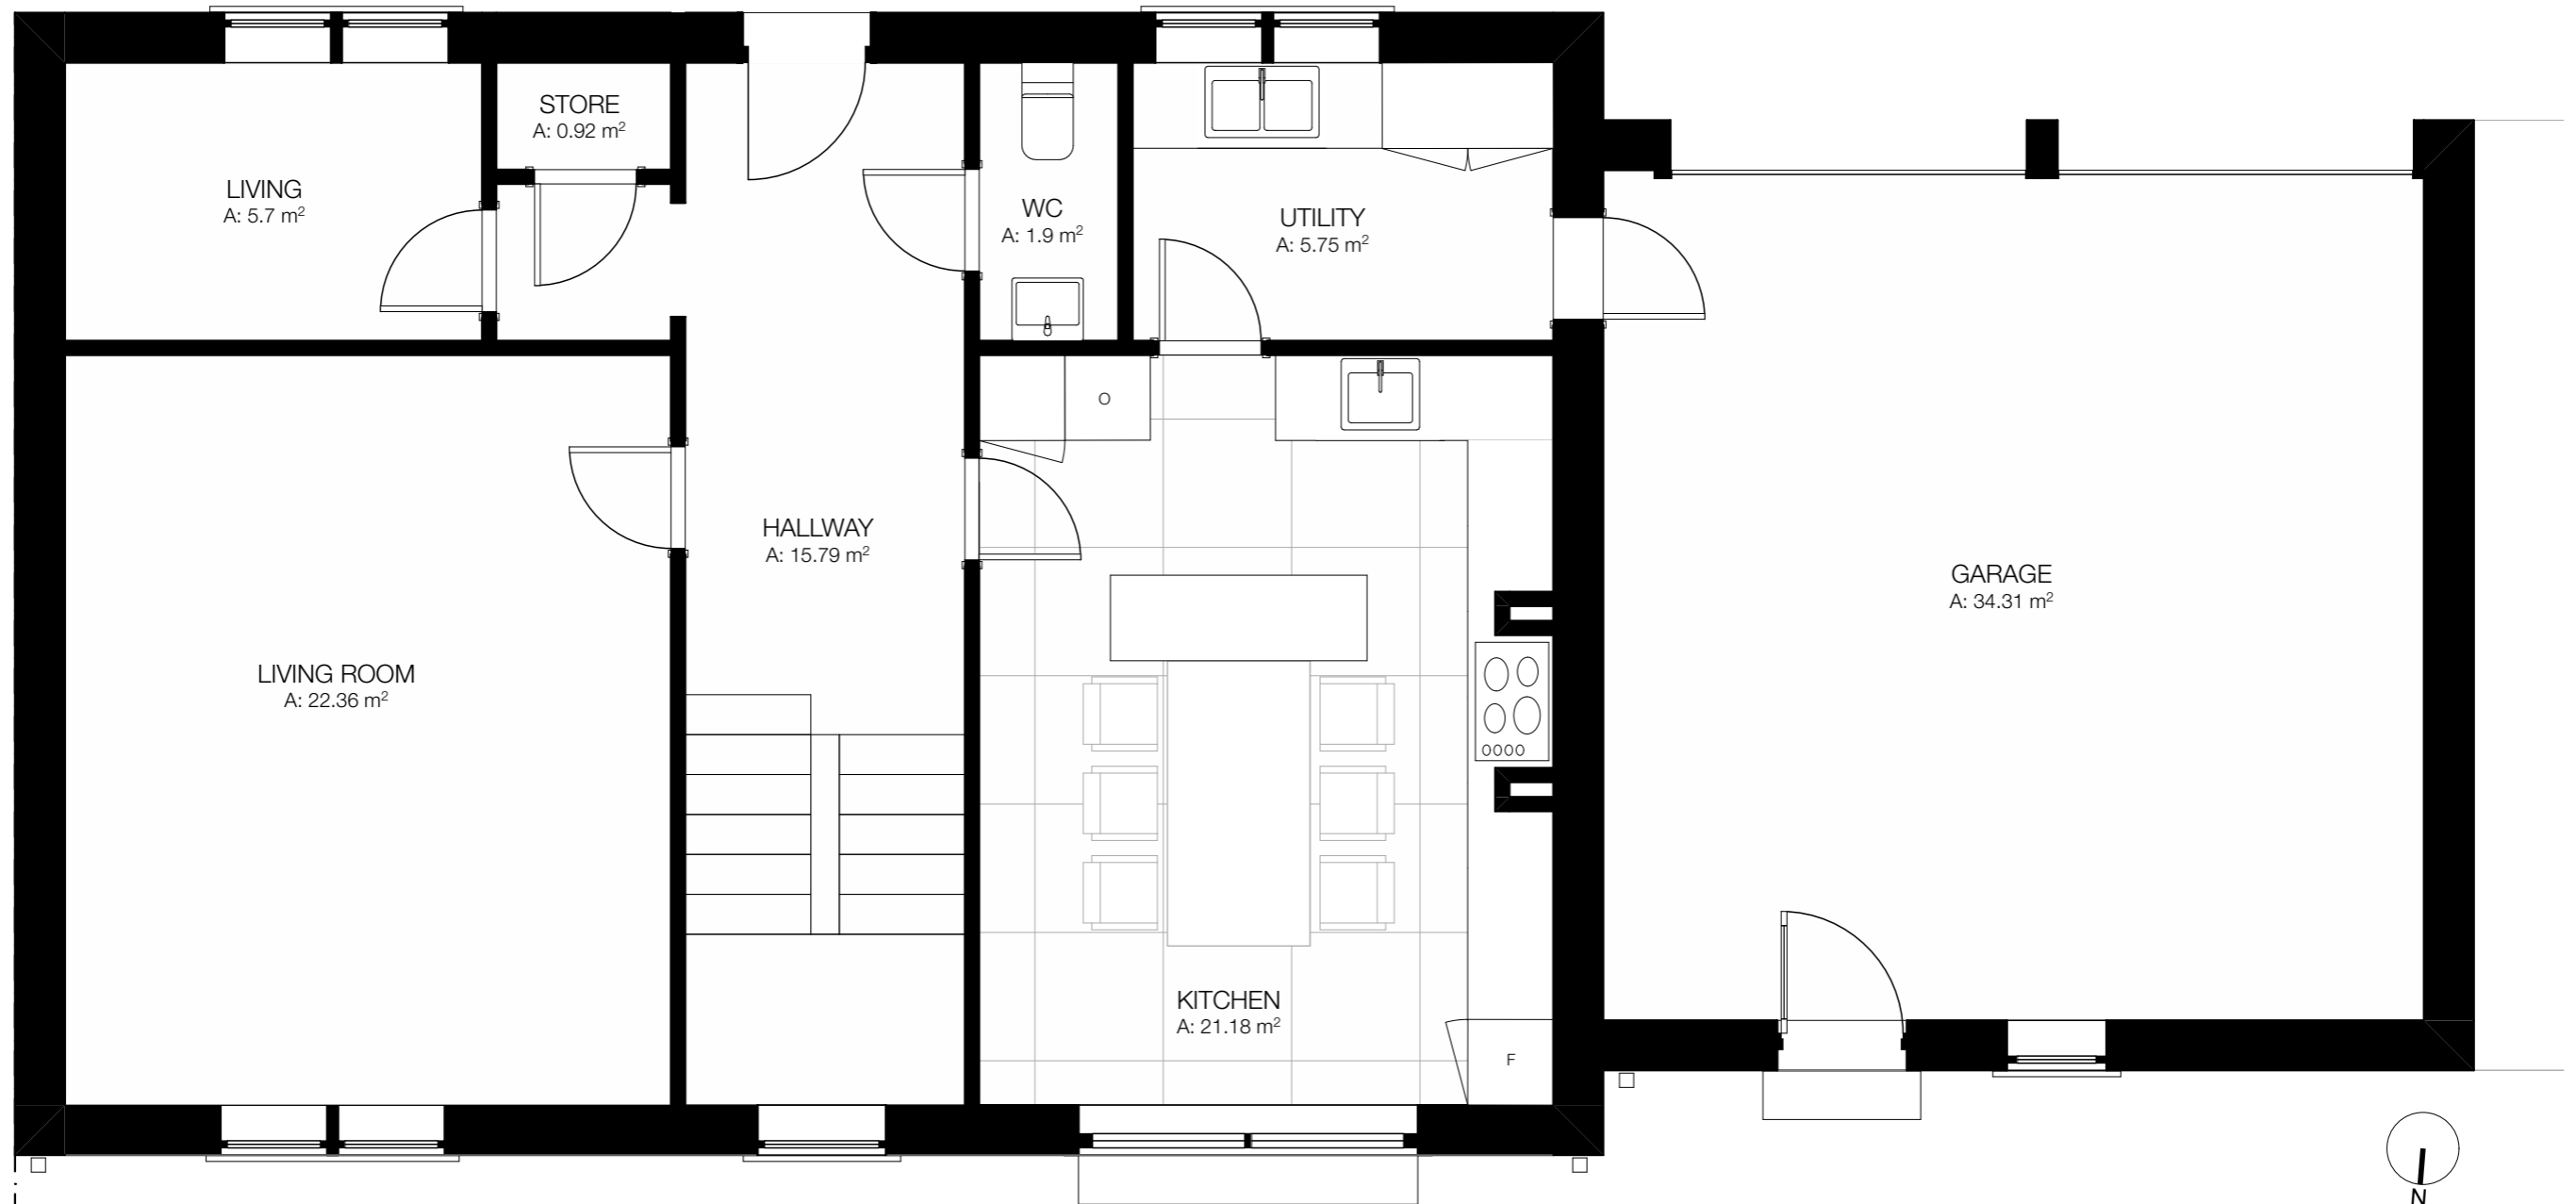 STORE
A: 0.92 m²
LIVING
A: 5.7 m²
WC
A: 1.9 m²
UTILITY
A: 5.75 m²
O
HALLWAY
A: 15.79 m²
GARAGE
A: 34.31 m²
LIVING ROOM
A: 22.36 m²
KITCHEN
A: 21.18 m²
F
N